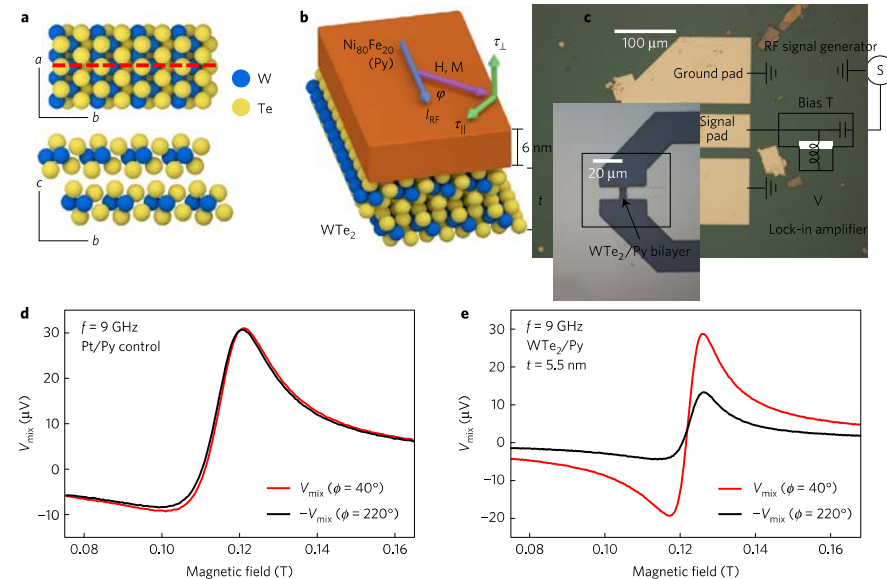 a
a
b
W
Te
c
b
b
Ni80Fe20
(Py)
H, M
τ⊥
φ
IRF
τ||
6 nm
t
WTe2
c
100 μm
RF signal generator
Ground pad
S
Bias T
Signal
pad
20 μm
V
WTe2/Py bilayer
Lock-in amplifier
d
f = 9 GHz
Pt/Py control
30
20
10
0
−10
Vmix (μV)
Vmix (ϕ = 40°)
−Vmix (ϕ = 220°)
0.08
0.10
0.12
0.14
0.16
Magnetic field (T)
e
f = 9 GHz
WTe2/Py
t = 5.5 nm
30
20
10
0
−10
−20
Vmix (μV)
Vmix (ϕ = 40°)
−Vmix (ϕ = 220°)
0.08
0.10
0.12
0.14
0.16
Magnetic field (T)